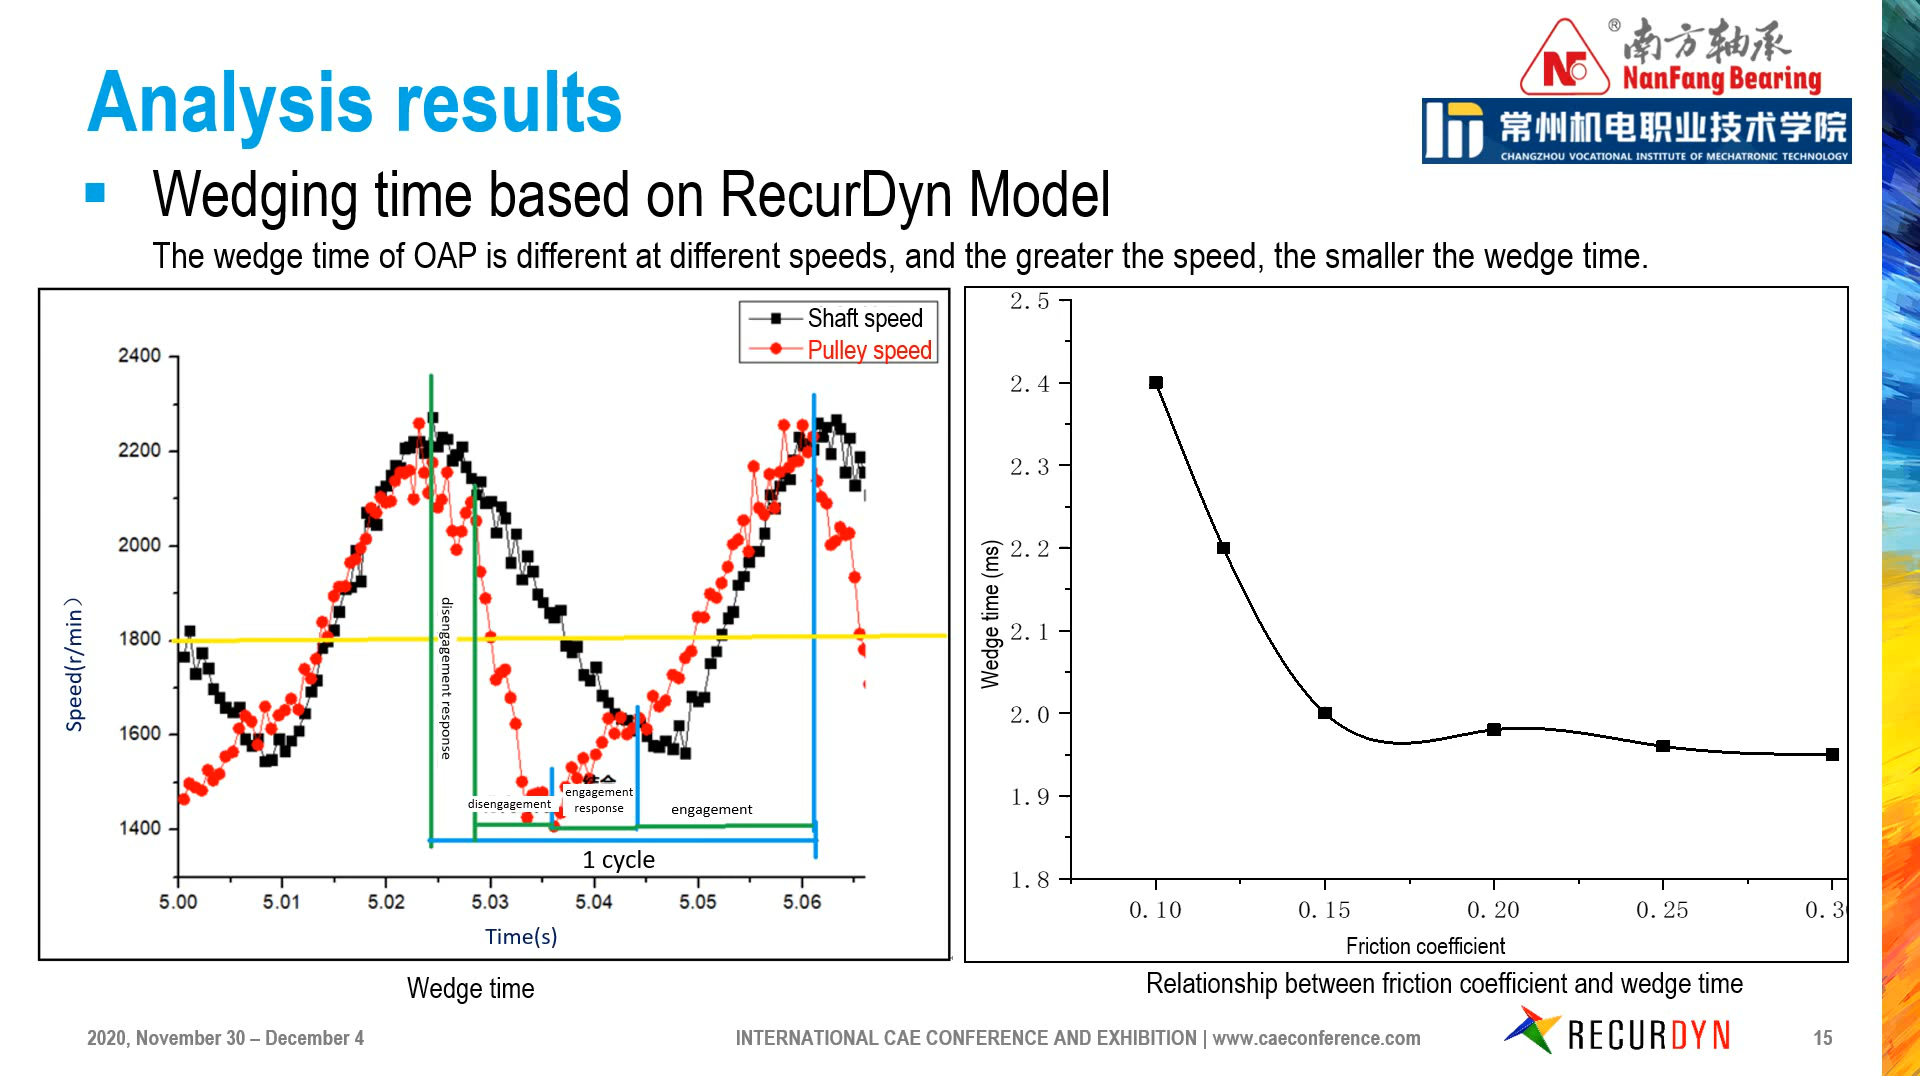 Analysis results
® 南方轴承
NanFang Bearing
常州机电职业技术学院
CHANGZHOU VOCATIONAL INSTITUTE OF MECHATRONIC TECHNOLOGY
Wedging time based on RecurDyn Model
The wedge time of OAP is different at different speeds, and the greater the speed, the smaller the wedge time.
Shaft speed
Pulley speed
2400
2200
2000
1800
1600
1400
Speed(r/min）
disengagement response
disengagement
engagement
response
engagement
1 cycle
5.00 5.01 5.02 5.03 5.04 5.05 5.06
Time(s)
Wedge time
2.5
2.4
2.3
2.2
2.1
2.0
1.9
1.8
Wedge time (ms)
0.10 0.15 0.20 0.25 0.3
Friction coefficient
Relationship between friction coefficient and wedge time
2020, November 30 – December 4
INTERNATIONAL CAE CONFERENCE AND EXHIBITION | www.caeconference.com
RECURDYN
15